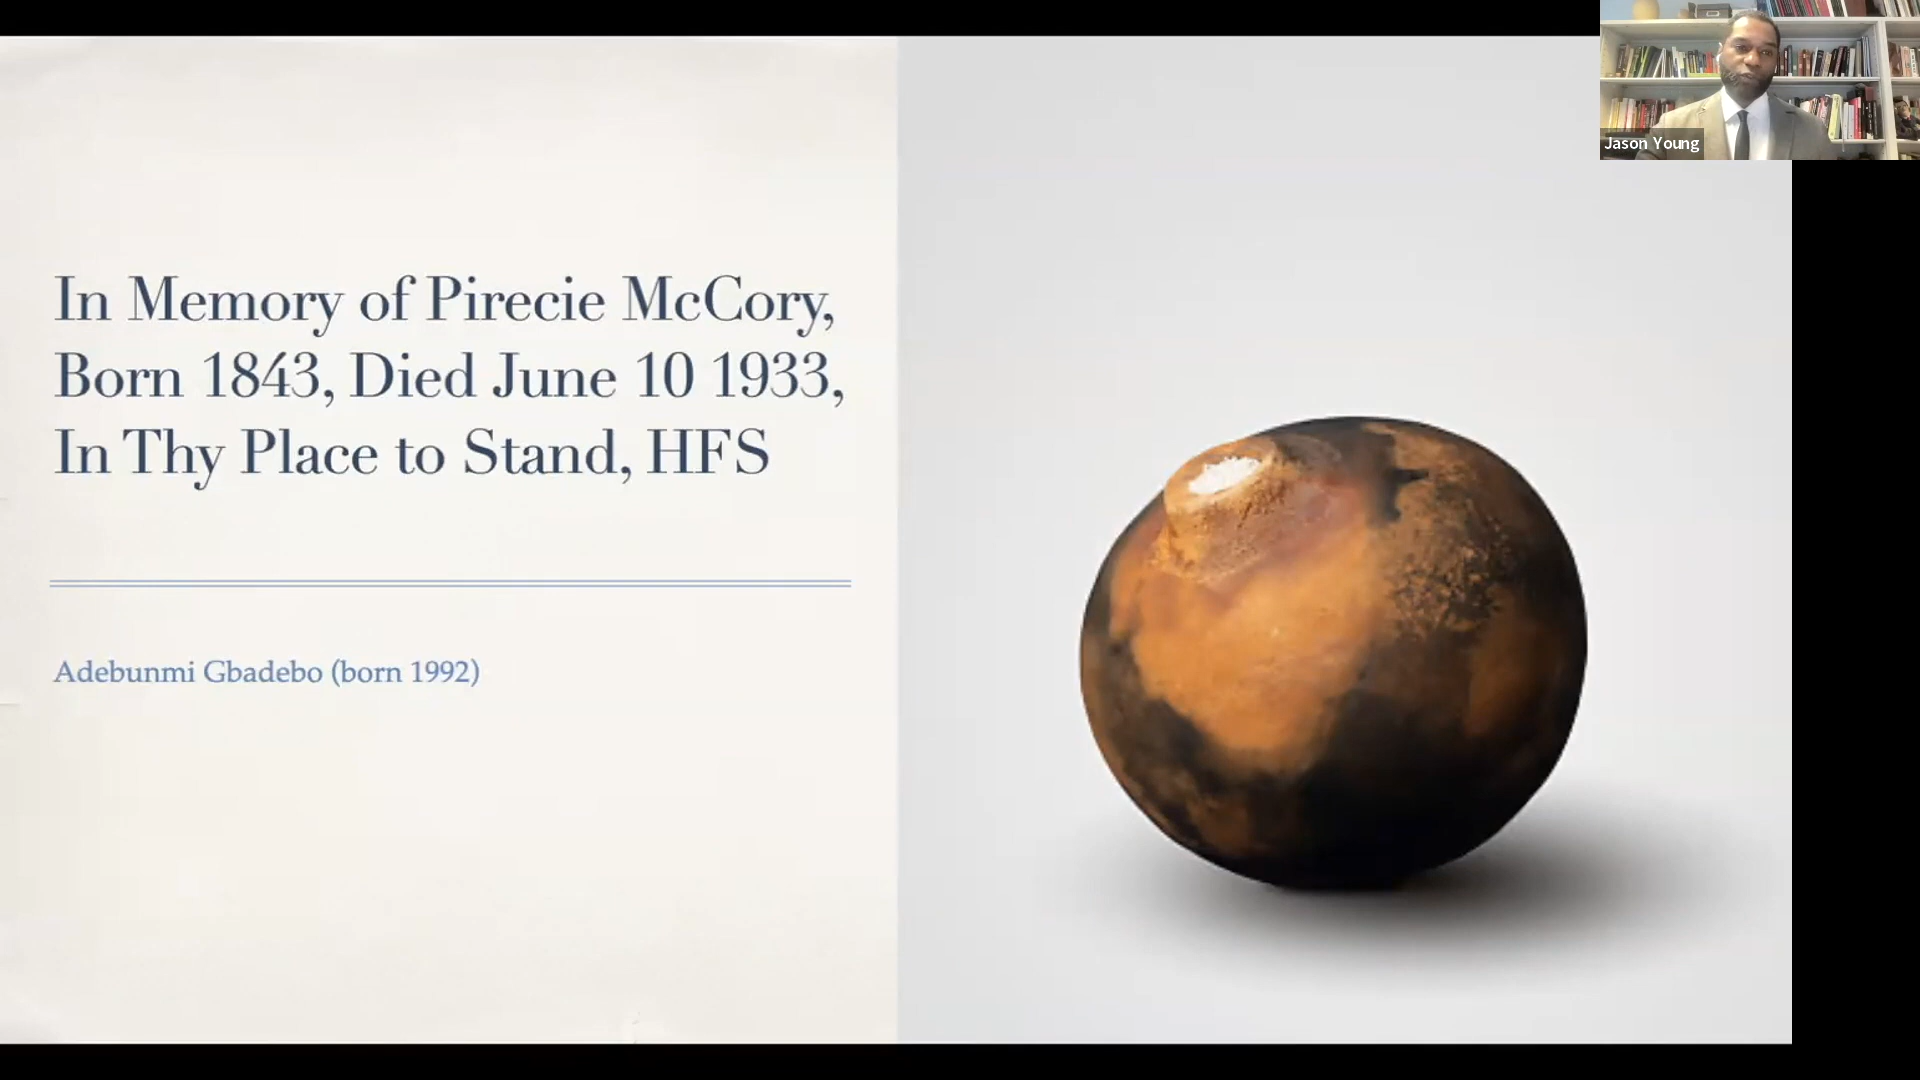 In Memory of Pirecie McCory,
Born 1843, Died June 10 1933,
In Thy Place to Stand, HFS
Adebunmi Gbadebo (born 1992)
Jason Young